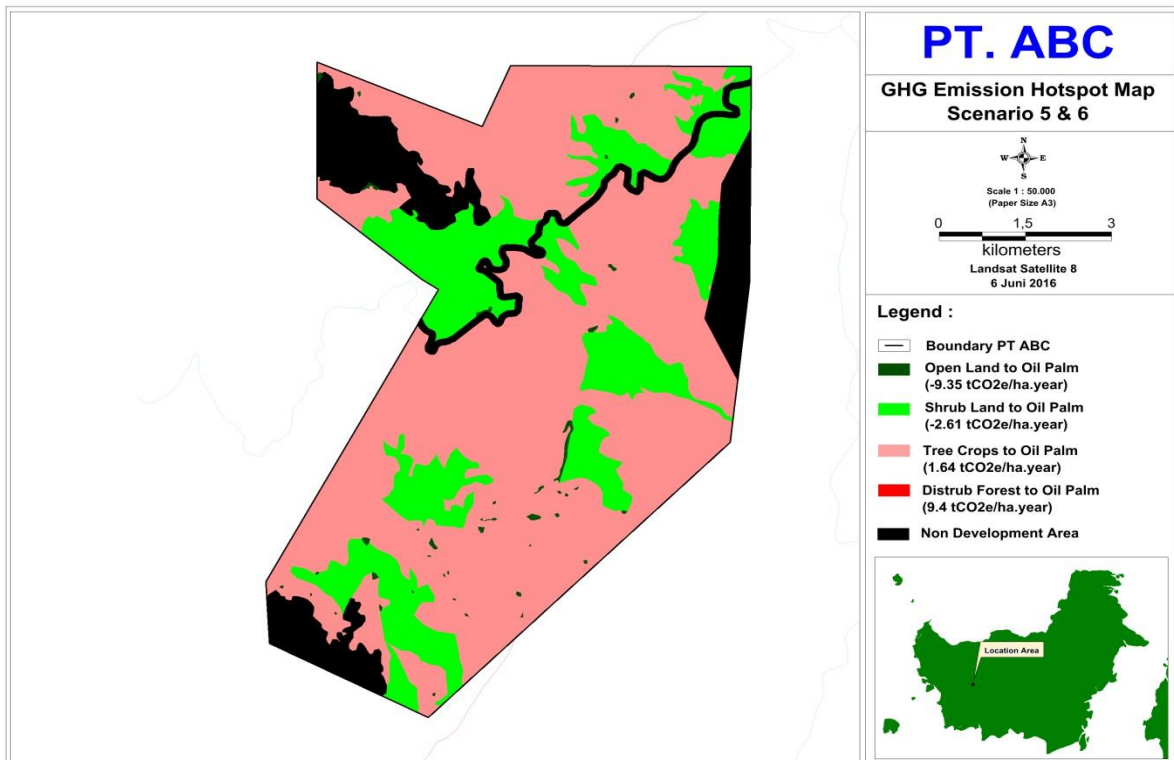 PT. ABC
GHG Emission Hotspot Map
Scenario 5 & 6
N
W E
S
Scale 1 : 50.000
(Paper Size A3)
0 1,5 3
kilometers
Landsat Satellite 8
6 Juni 2016
Legend :
Boundary PT ABC
Open Land to Oil Palm
(-9.35 tCO2e/ha.year)
Shrub Land to Oil Palm
(-2.61 tCO2e/ha.year)
Tree Crops to Oil Palm
(1.64 tCO2e/ha.year)
Distrub Forest to Oil Palm
(9.4 tCO2e/ha.year)
Non Development Area
Location Area